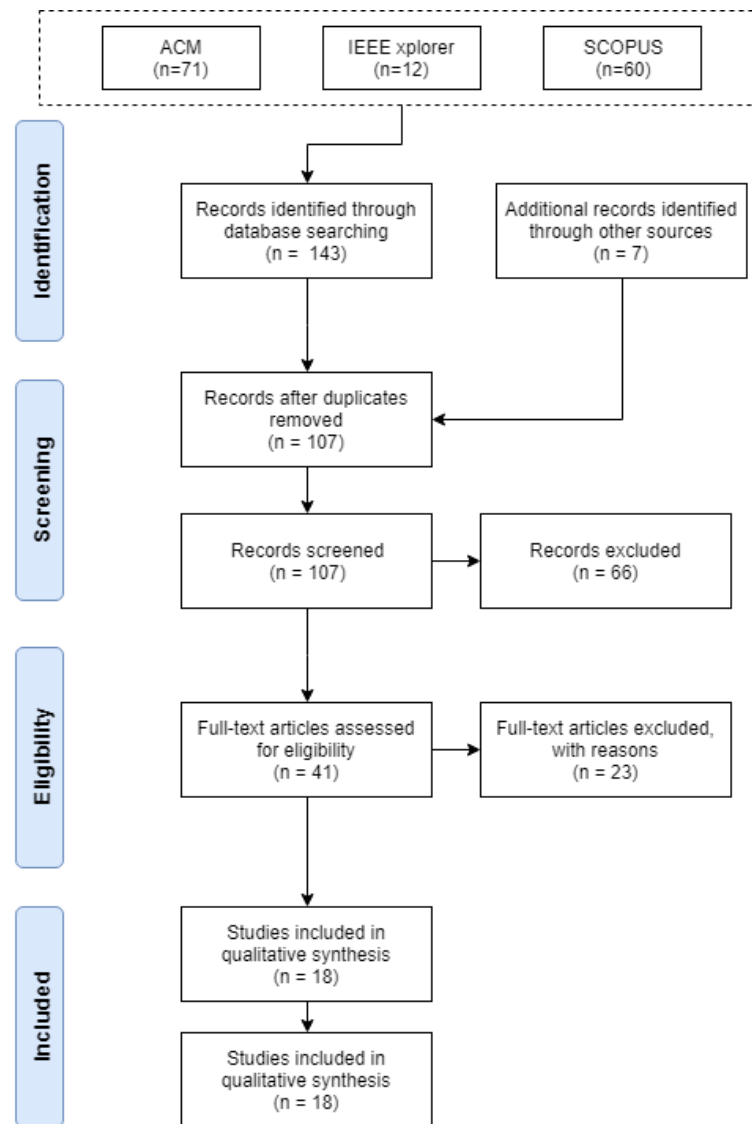 ACM
(n=71)
IEEE xplorer
(n=12)
SCOPUS
(n=60)
Identification
Records identified through
database searching
(n = 143)
Additional records identified
through other sources
(n = 7)
Screening
Records after duplicates
removed
(n = 107)
Records screened
(n = 107)
Records excluded
(n = 66)
Eligibility
Full-text articles assessed
for eligibility
(n = 41)
Full-text articles excluded,
with reasons
(n = 23)
Included
Studies included in
qualitative synthesis
(n = 18)
Studies included in
qualitative synthesis
(n = 18)